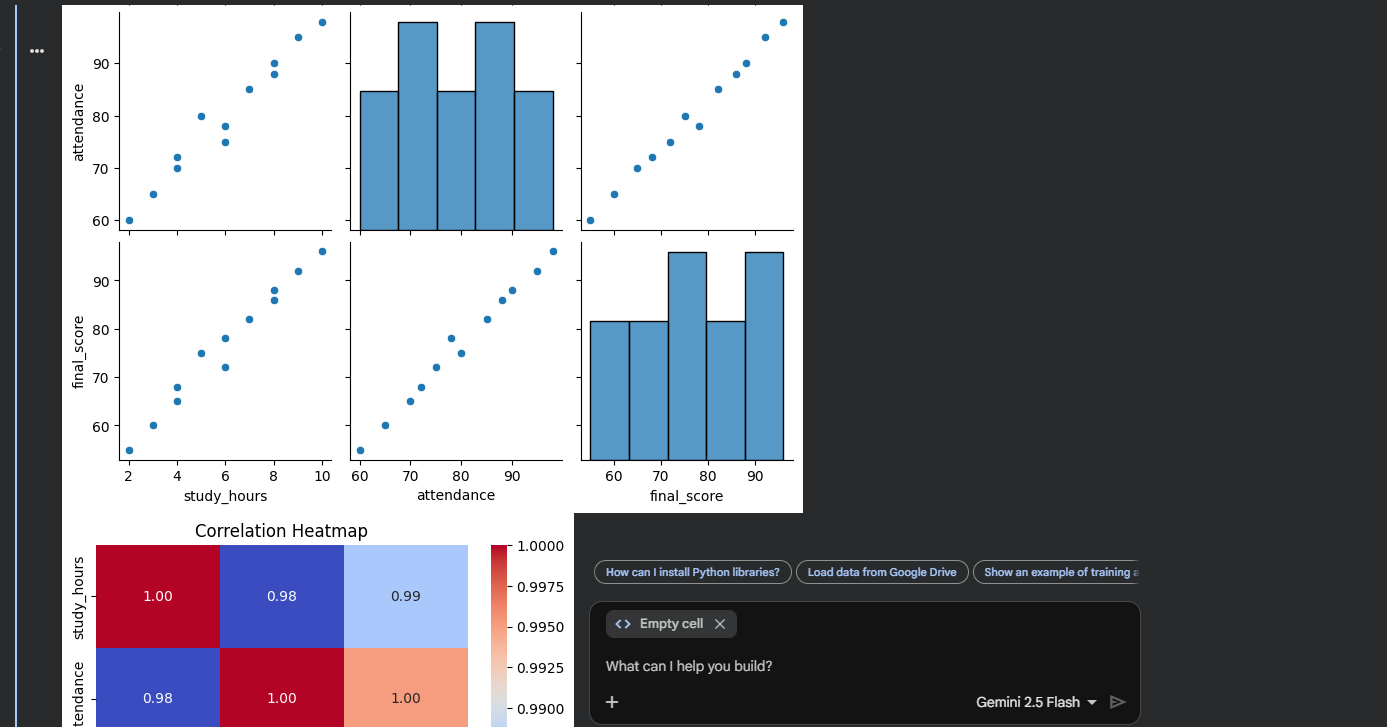 attendance
90
80
70
60
final_score
90
80
70
60
2 4 6 8 10
study_hours
60 70 80 90
attendance
60 70 80 90
final_score
Correlation Heatmap
study_hours
1.00 0.98 0.99
tendance
0.98 1.00 1.00
1.0000
0.9975
0.9950
0.9925
0.9900
How can I install Python libraries?
Load data from Google Drive
Show an example of training a
Empty cell
What can I help you build?
Gemini 2.5 Flash